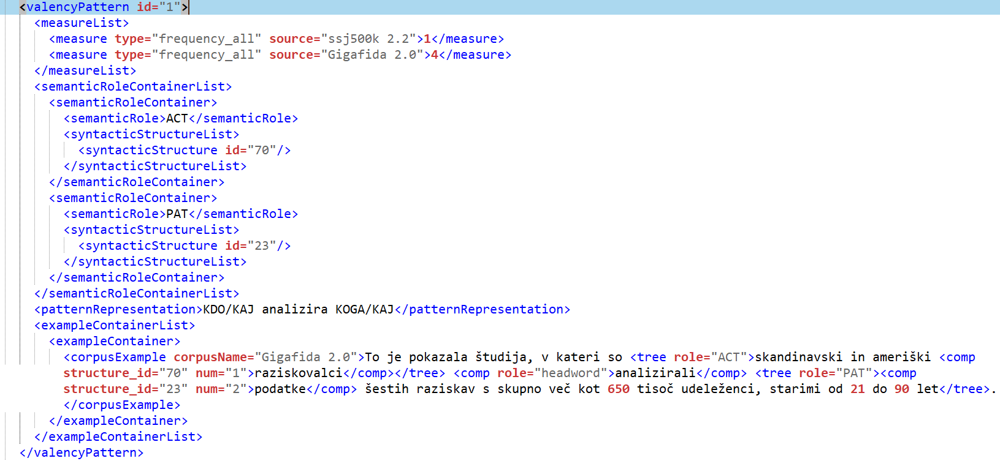 <valencyPattern id="1">
<measureList>
<measure type="frequency_all" source="ssj500k 2.2">1</measure>
<measure type="frequency_all" source="Gigafida 2.0">4</measure>
</measureList>
<semanticRoleContainerList>
<semanticRoleContainer>
<semanticRole>ACT</semanticRole>
<syntacticStructureList>
<syntacticStructure id="70"/>
</syntacticStructureList>
</semanticRoleContainer>
<semanticRoleContainer>
<semanticRole>PAT</semanticRole>
<syntacticStructureList>
<syntacticStructure id="23"/>
</syntacticStructureList>
</semanticRoleContainer>
</semanticRoleContainerList>
<patternRepresentation>KDO/KAJ analizira KOGA/KAJ</patternRepresentation>
<exampleContainerList>
<exampleContainer>
<corpusExample corpusName="Gigafida 2.0">To je pokazala študija, v kateri so <tree role="ACT">skandinavski in ameriški <comp
structure_id="70" num="1">raziskovalci</comp></tree> <comp role="headword">analizirali</comp> <tree role="PAT"><comp
structure_id="23" num="2">podatke</comp> šestih raziskav s skupno več kot 650 tisoč udeleženci, starimi od 21 do 90 let</tree>.
</corpusExample>
</exampleContainer>
</exampleContainerList>
</valencyPattern>